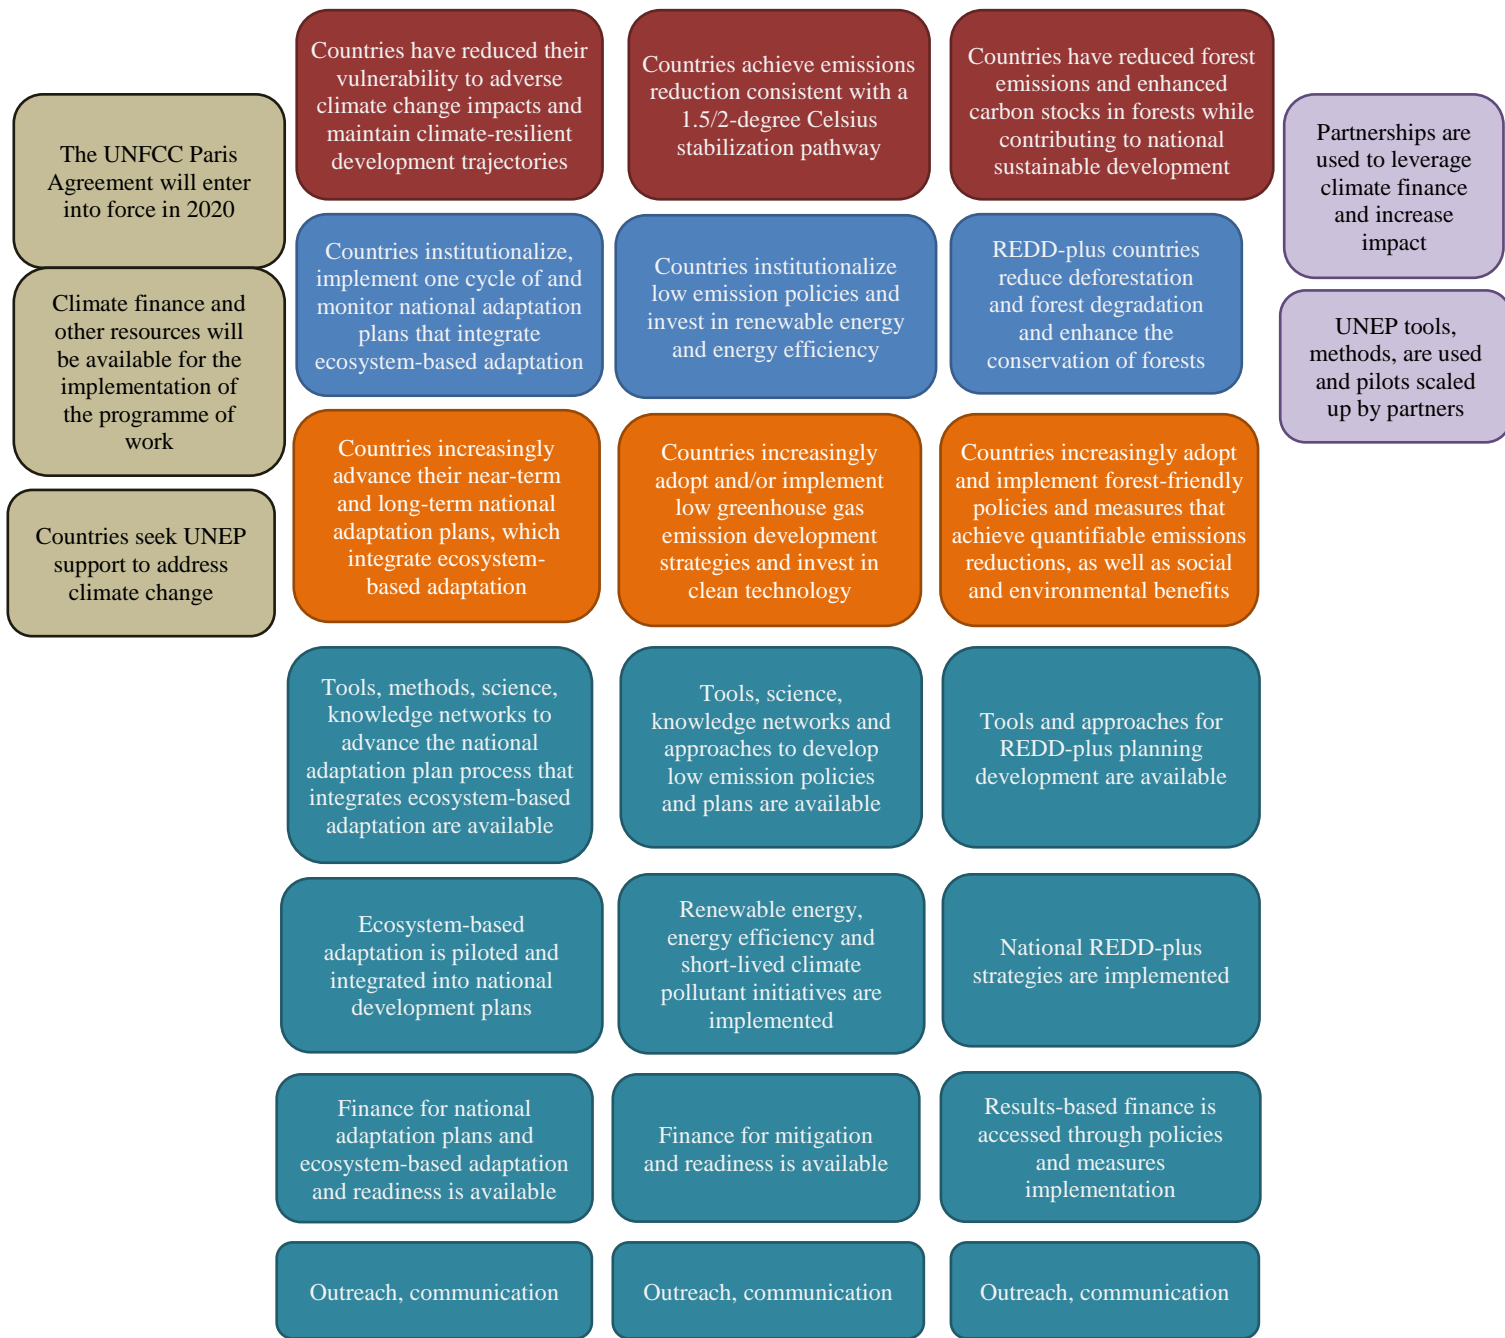 The UNFCC Paris
Agreement will enter
into force in 2020
Climate finance and
other resources will
be available for the
implementation of
the programme of
work
Countries seek UNEP
support to address
climate change
Countries have reduced their
vulnerability to adverse
climate change impacts and
maintain climate-resilient
development trajectories
Countries achieve emissions
reduction consistent with a
1.5/2-degree Celsius
stabilization pathway
Countries have reduced forest
emissions and enhanced
carbon stocks in forests while
contributing to national
sustainable development
Countries institutionalize,
implement one cycle of and
monitor national adaptation
plans that integrate
ecosystem-based adaptation
Countries institutionalize
low emission policies and
invest in renewable energy
and energy efficiency
REDD-plus countries
reduce deforestation
and forest degradation
and enhance the
conservation of forests
Countries increasingly
advance their near-term
and long-term national
adaptation plans, which
integrate ecosystem-
based adaptation
Countries increasingly
adopt and/or implement
low greenhouse gas
emission development
strategies and invest in
clean technology
Countries increasingly adopt
and implement forest-friendly
policies and measures that
achieve quantifiable emissions
reductions, as well as social
and environmental benefits
Tools, methods, science,
knowledge networks to
advance the national
adaptation plan process that
integrates ecosystem-based
adaptation are available
Tools, science,
knowledge networks and
approaches to develop
low emission policies
and plans are available
Tools and approaches for
REDD-plus planning
development are available
Ecosystem-based
adaptation is piloted and
integrated into national
development plans
Renewable energy,
energy efficiency and
short-lived climate
pollutant initiatives are
implemented
National REDD-plus
strategies are implemented
Finance for national
adaptation plans and
ecosystem-based adaptation
and readiness is available
Finance for mitigation
and readiness is available
Results-based finance is
accessed through policies
and measures
implementation
Outreach, communication
Outreach, communication
Outreach, communication
Partnerships are
used to leverage
climate finance
and increase
impact
UNEP tools,
methods, are used
and pilots scaled
up by partners